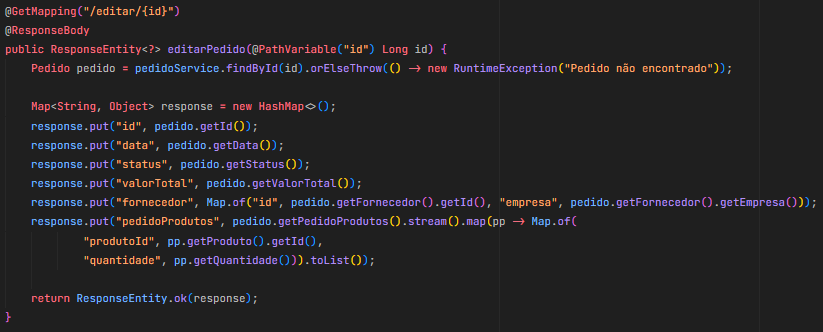 @GetMapping("/editar/{id}")
@ResponseBody
public ResponseEntity<?> editarPedido(@PathVariable("id") Long id) {
    Pedido pedido = pedidoService.findById(id).orElseThrow(() -> new RuntimeException("Pedido não encontrado"));

    Map<String, Object> response = new HashMap<>();
    response.put("id", pedido.getId());
    response.put("data", pedido.getData());
    response.put("status", pedido.getStatus());
    response.put("valorTotal", pedido.getValorTotal());
    response.put("fornecedor", Map.of("id", pedido.getFornecedor().getId(), "empresa", pedido.getFornecedor().getEmpresa()));
    response.put("pedidoProdutos", pedido.getPedidoProdutos().stream().map(pp -> Map.of(
            "produtoId", pp.getProduto().getId(),
            "quantidade", pp.getQuantidade())).toList());

    return ResponseEntity.ok(response);
}